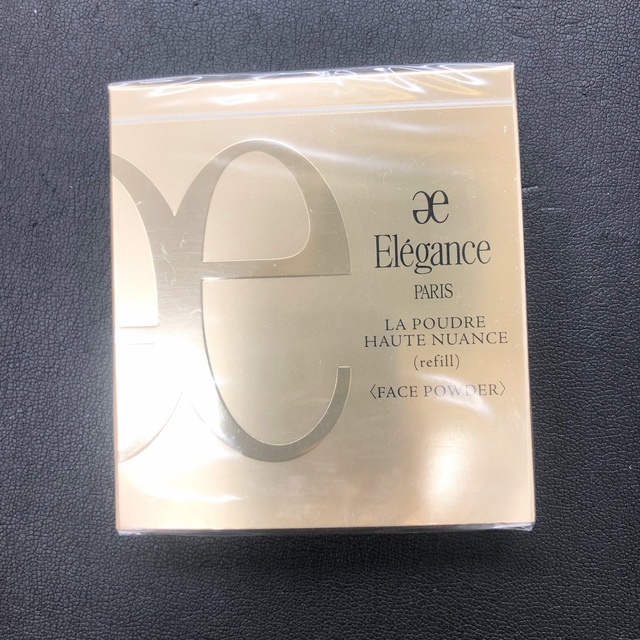 æ
Elégance
PARIS
LA POUDRE
HAUTE NUANCE
(refill)
〈FACE POWDER〉